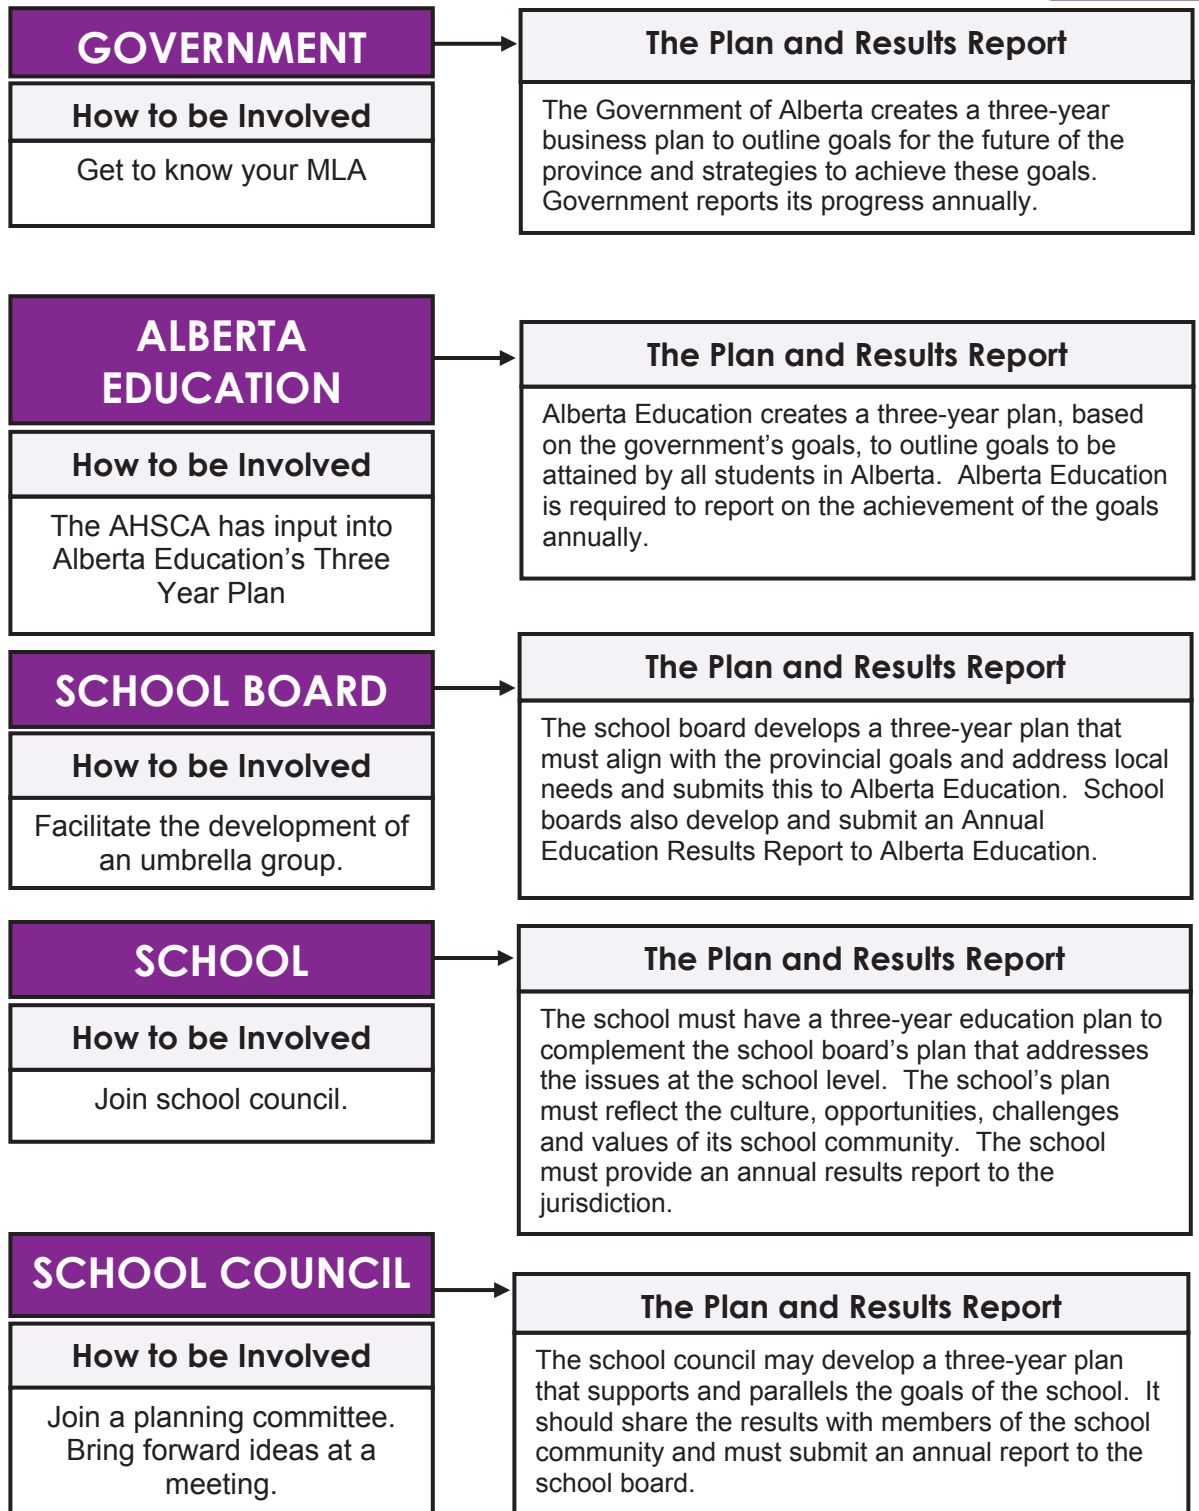 GOVERNMENT
How to be Involved
Get to know your MLA
The Plan and Results Report
The Government of Alberta creates a three-year
business plan to outline goals for the future of the
province and strategies to achieve these goals.
Government reports its progress annually.
ALBERTA
EDUCATION
How to be Involved
The AHSCA has input into
Alberta Education’s Three
Year Plan
The Plan and Results Report
Alberta Education creates a three-year plan, based
on the government’s goals, to outline goals to be
attained by all students in Alberta.  Alberta Education
is required to report on the achievement of the goals
annually.
SCHOOL BOARD
How to be Involved
Facilitate the development of
an umbrella group.
The Plan and Results Report
The school board develops a three-year plan that
must align with the provincial goals and address local
needs and submits this to Alberta Education.  School
boards also develop and submit an Annual
Education Results Report to Alberta Education.
SCHOOL
How to be Involved
Join school council.
The Plan and Results Report
The school must have a three-year education plan to
complement the school board’s plan that addresses
the issues at the school level.  The school’s plan
must reflect the culture, opportunities, challenges
and values of its school community.  The school
must provide an annual results report to the
jurisdiction.
SCHOOL COUNCIL
How to be Involved
Join a planning committee.
Bring forward ideas at a
meeting.
The Plan and Results Report
The school council may develop a three-year plan
that supports and parallels the goals of the school.  It
should share the results with members of the school
community and must submit an annual report to the
school board.